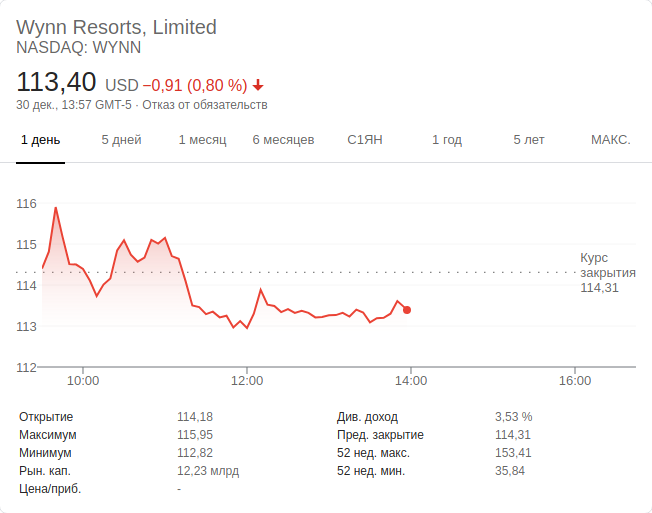 Wynn Resorts, Limited
NASDAQ: WYNN
113,40 USD −0,91 (0,80 %)
30 дек., 13:57 GMT-5 · Отказ от обязательств
1 день 5 дней 1 месяц 6 месяцев С1ЯН 1 год 5 лет МАКС.
116
115
114
113
112
Курс
закрытия
114,31
10:00 12:00 14:00 16:00
Открытие 114,18 Див. доход 3,53 %
Максимум 115,95 Пред. закрытие 114,31
Минимум 112,82 52 нед. макс. 153,41
Рын. кап. 12,23 млрд 52 нед. мин. 35,84
Цена/приб. -